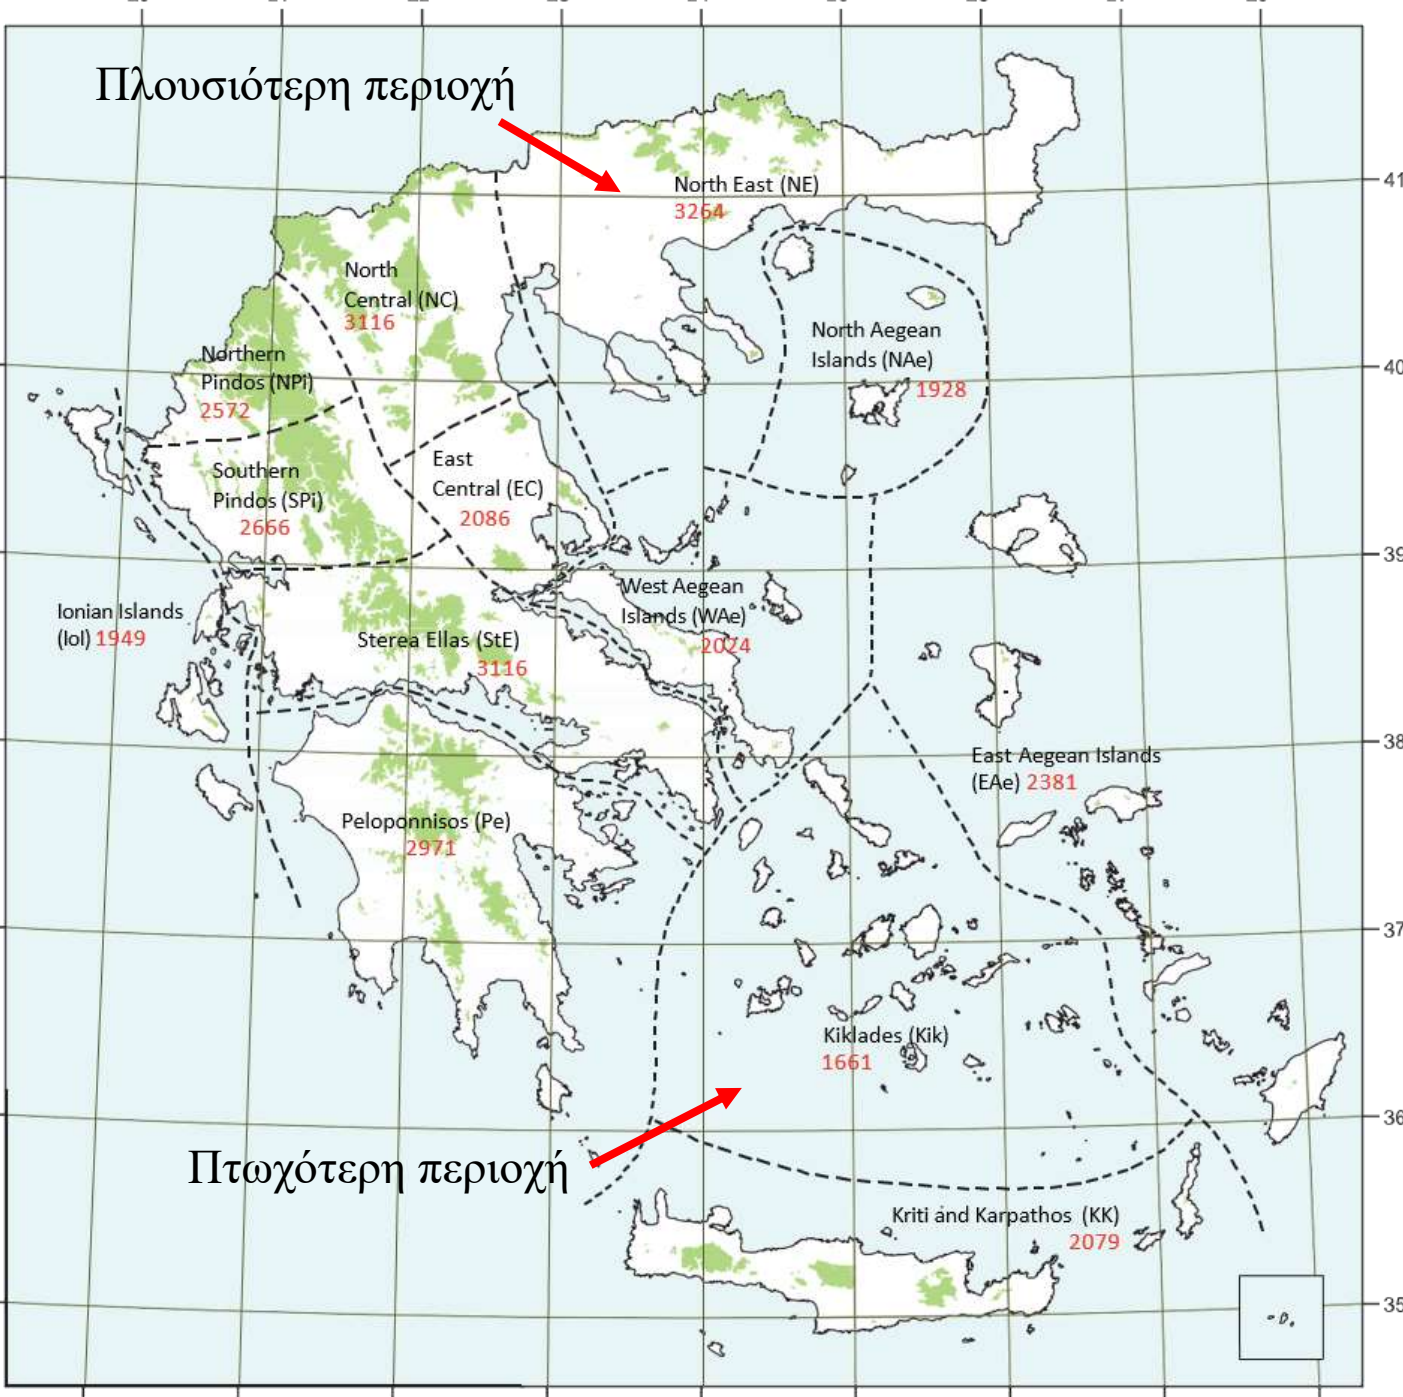 Πλουσιότερη περιοχή
North East (NE)
3264
North
Central (NC)
3116
North Aegean
Islands (NAe)
1928
Northern
Pindos (NPi)
2572
East
Central (EC)
2086
Southern
Pindos (SPi)
2666
West Aegean
Islands (WAe)
2024
Ionian Islands
(IoI) 1949
Sterea Ellas (StE)
3116
East Aegean Islands
(EAe) 2381
Peloponnisos (Pe)
2971
Kiklades (Kik)
1661
Πτωχότερη περιοχή
Kriti and Karpathos (KK)
2079
41
40
39
38
37
36
35